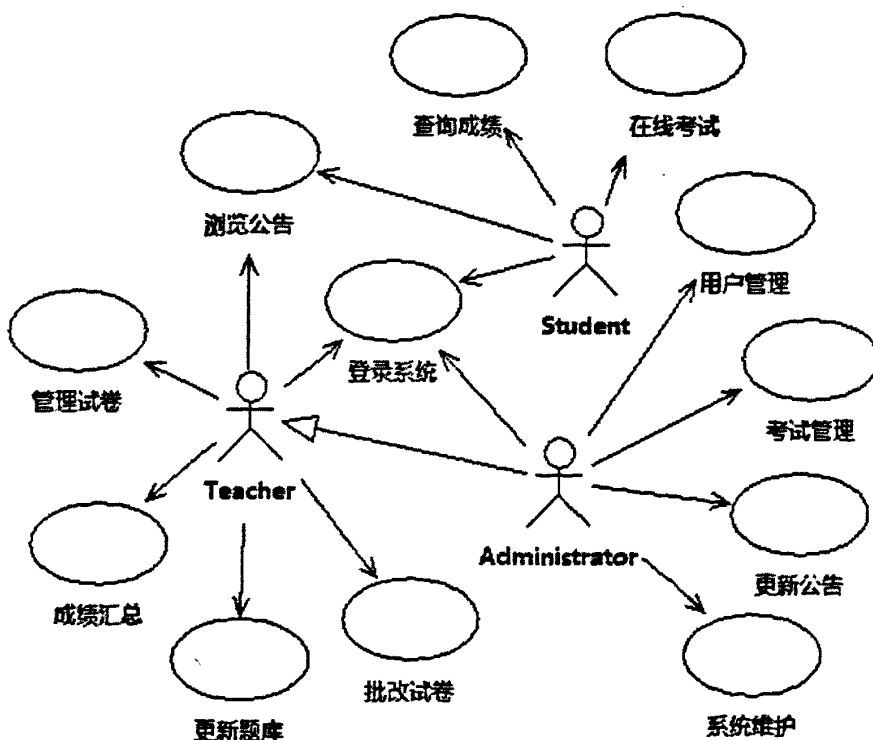 查询成绩
在线考试
浏览公告
用户管理
Student
登录系统
管理试卷
考试管理
Teacher
Administrator
更新公告
成绩汇总
批改试卷
更新题库
系统维护